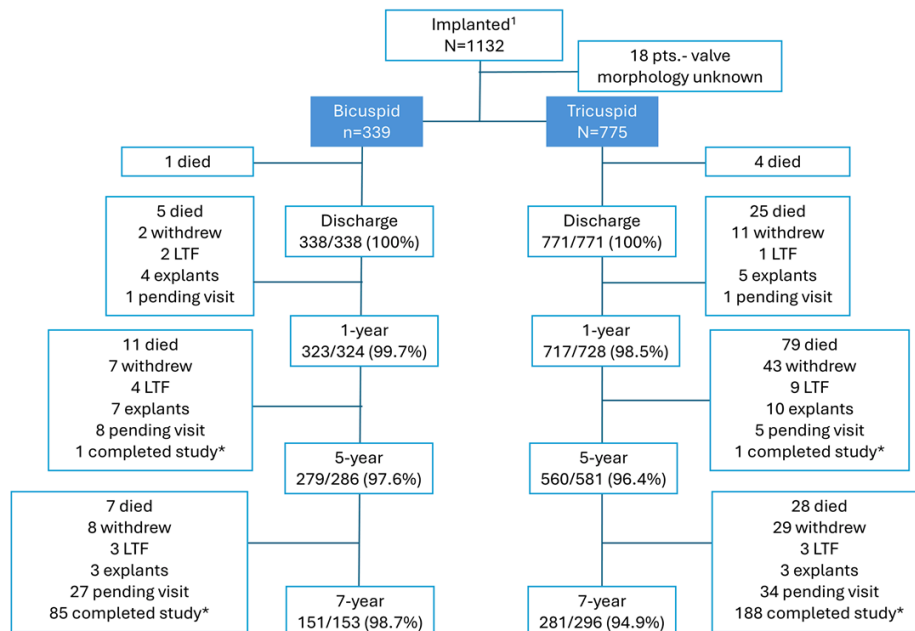 Implanted¹
N=1132
18 pts.- valve
morphology unknown
Bicuspid
n=339
Tricuspid
N=775
1 died
4 died
5 died
2 withdrew
2 LTF
4 explants
1 pending visit
Discharge
338/338 (100%)
Discharge
771/771 (100%)
25 died
11 withdrew
1 LTF
5 explants
1 pending visit
11 died
7 withdrew
4 LTF
7 explants
8 pending visit
1 completed study*
1-year
323/324 (99.7%)
1-year
717/728 (98.5%)
79 died
43 withdrew
9 LTF
10 explants
5 pending visit
1 completed study*
5-year
279/286 (97.6%)
5-year
560/581 (96.4%)
7 died
8 withdrew
3 LTF
3 explants
27 pending visit
85 completed study*
28 died
29 withdrew
3 LTF
3 explants
34 pending visit
188 completed study*
7-year
151/153 (98.7%)
7-year
281/296 (94.9%)